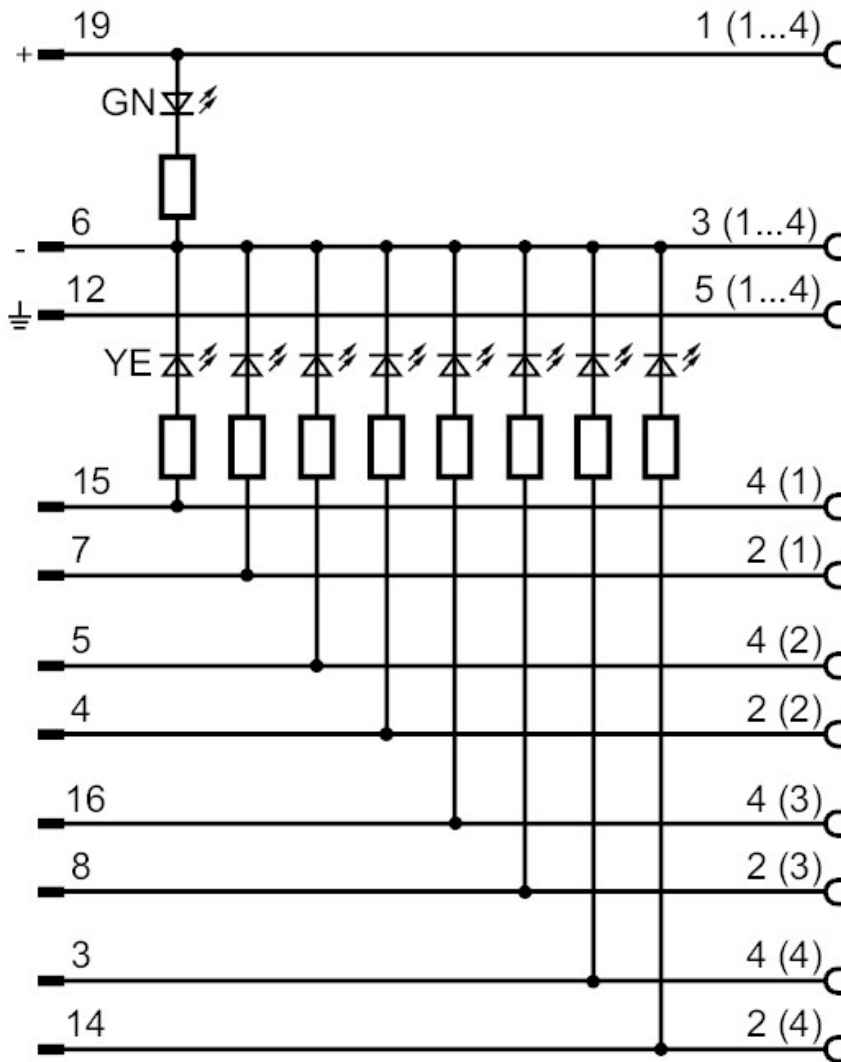 19 1 (1...4)
+
GN
6 3 (1...4)
-
12 5 (1...4)
YE
15 4 (1)
7 2 (1)
5 4 (2)
4 2 (2)
16 4 (3)
8 2 (3)
3 4 (4)
14 2 (4)